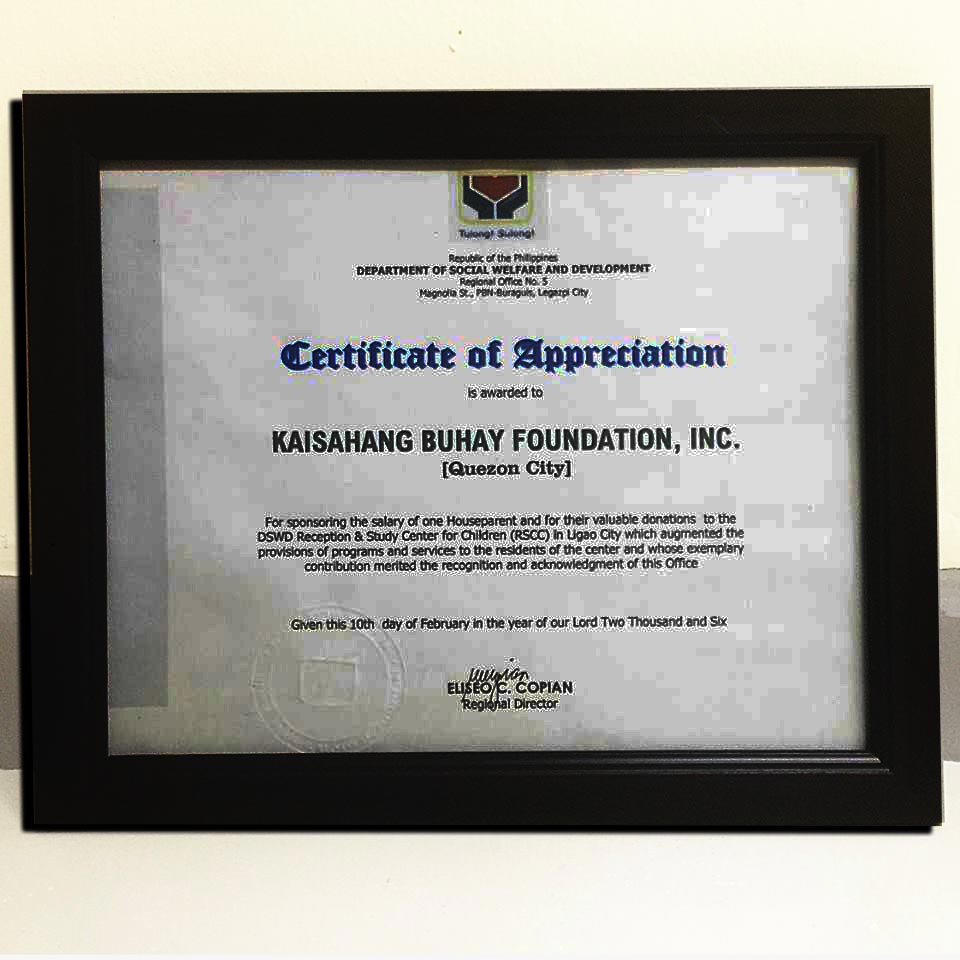 Tulong! Sulong!
Republic of the Philippines
DEPARTMENT OF SOCIAL WELFARE AND DEVELOPMENT
Regional Office No. 5
Magnolia St., PBN-Buraguis, Legazpi City
Certificate of Appreciation
is awarded to
KAISAHANG BUHAY FOUNDATION, INC.
[Quezon City]
For sponsoring the salary of one Houseparent and for their valuable donations to the
DSWD Reception & Study Center for Children (RSCC) in Ligao City which augmented the
provisions of programs and services to the residents of the center and whose exemplary
contribution merited the recognition and acknowledgment of this Office
Given this 10th day of February in the year of our Lord Two Thousand and Six
ELISEO C. COPIAN
Regional Director